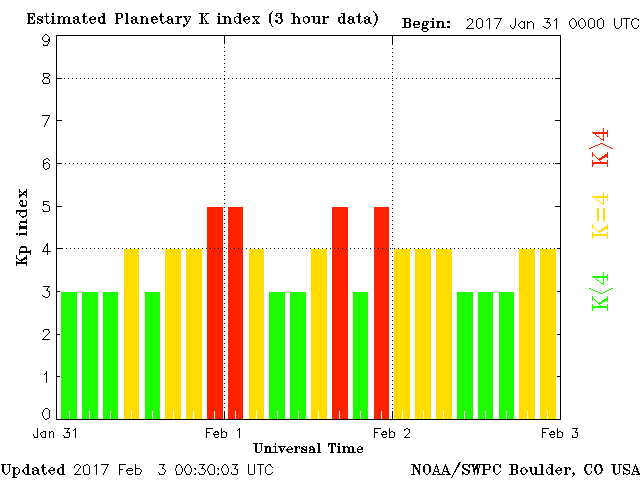 Estimated Planetary K index (3 hour data) Begin: 2017 Jan 31 0000 UTC
9
8
7
6
5
4
3
2
1
0
Kp index
K>4
K=4
K<4
Jan 31 Feb 1 Feb 2 Feb 3
Universal Time
Updated 2017 Feb 3 00:30:03 UTC NOAA/SWPC Boulder, CO USA